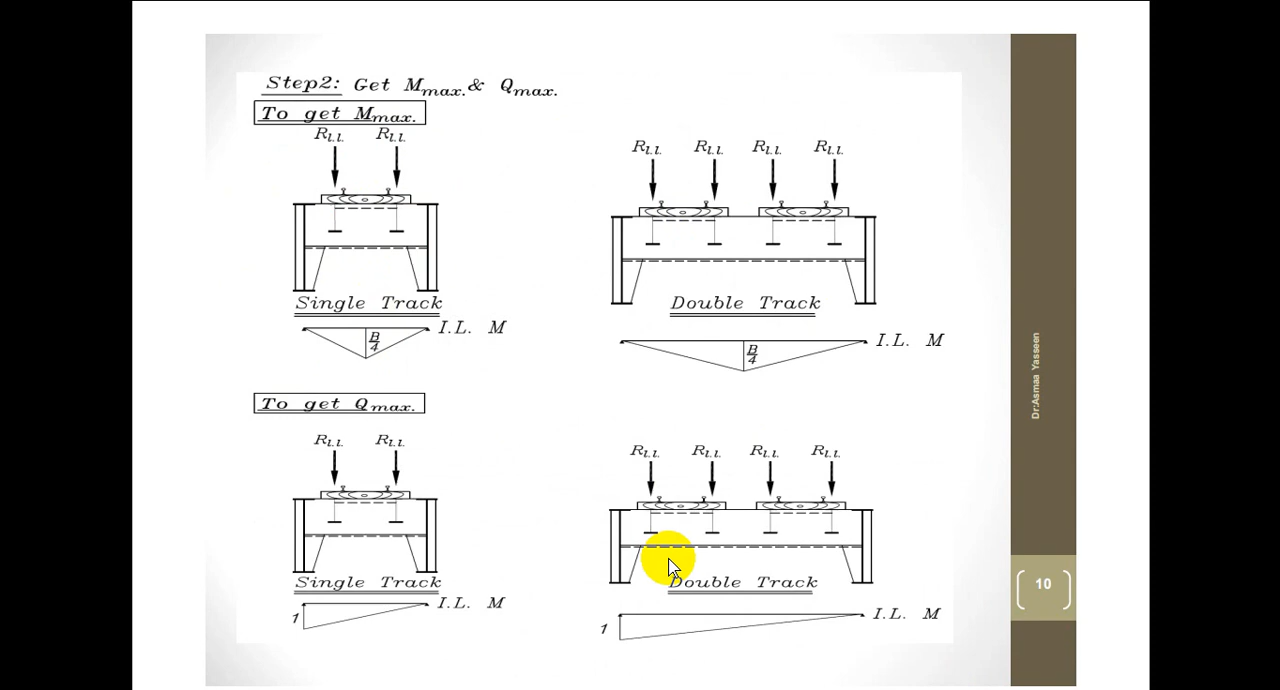 Step2: Get Mmax.& Qmax.
To get Mmax.
Rl.l. Rl.l.
Rl.l. Rl.l. Rl.l. Rl.l.
Single Track
Double Track
B/4
I.L. M
B/4
I.L. M
To get Qmax.
Rl.l. Rl.l.
Rl.l. Rl.l. Rl.l. Rl.l.
Single Track
Double Track
1
I.L. M
1
I.L. M
Dr:Asmaa Yasseen
10